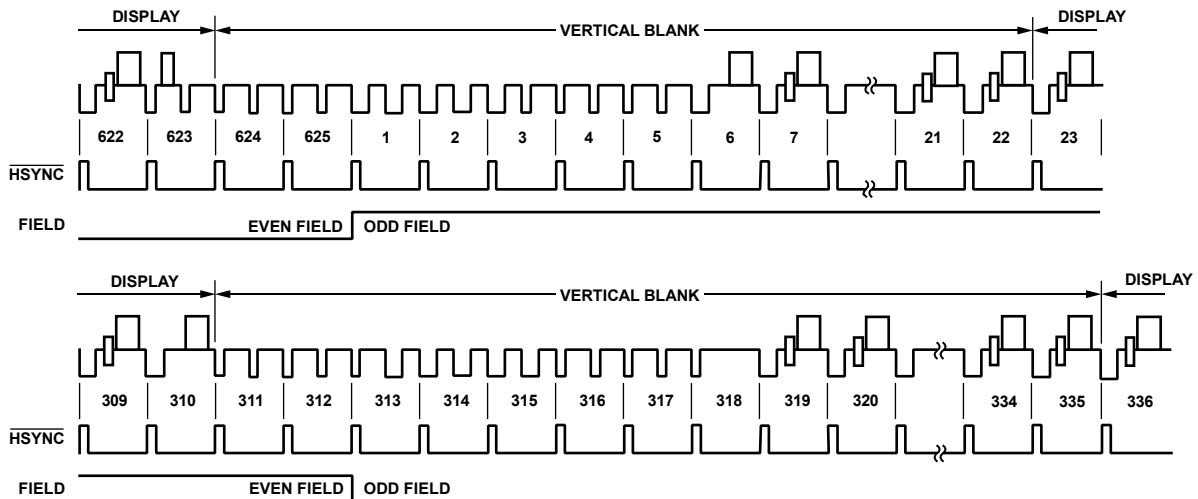 DISPLAY VERTICAL BLANK DISPLAY
622 623 624 625 1 2 3 4 5 6 7 21 22 23
HSYNC
FIELD EVEN FIELD ODD FIELD
DISPLAY VERTICAL BLANK DISPLAY
309 310 311 312 313 314 315 316 317 318 319 320 334 335 336
HSYNC
FIELD EVEN FIELD ODD FIELD